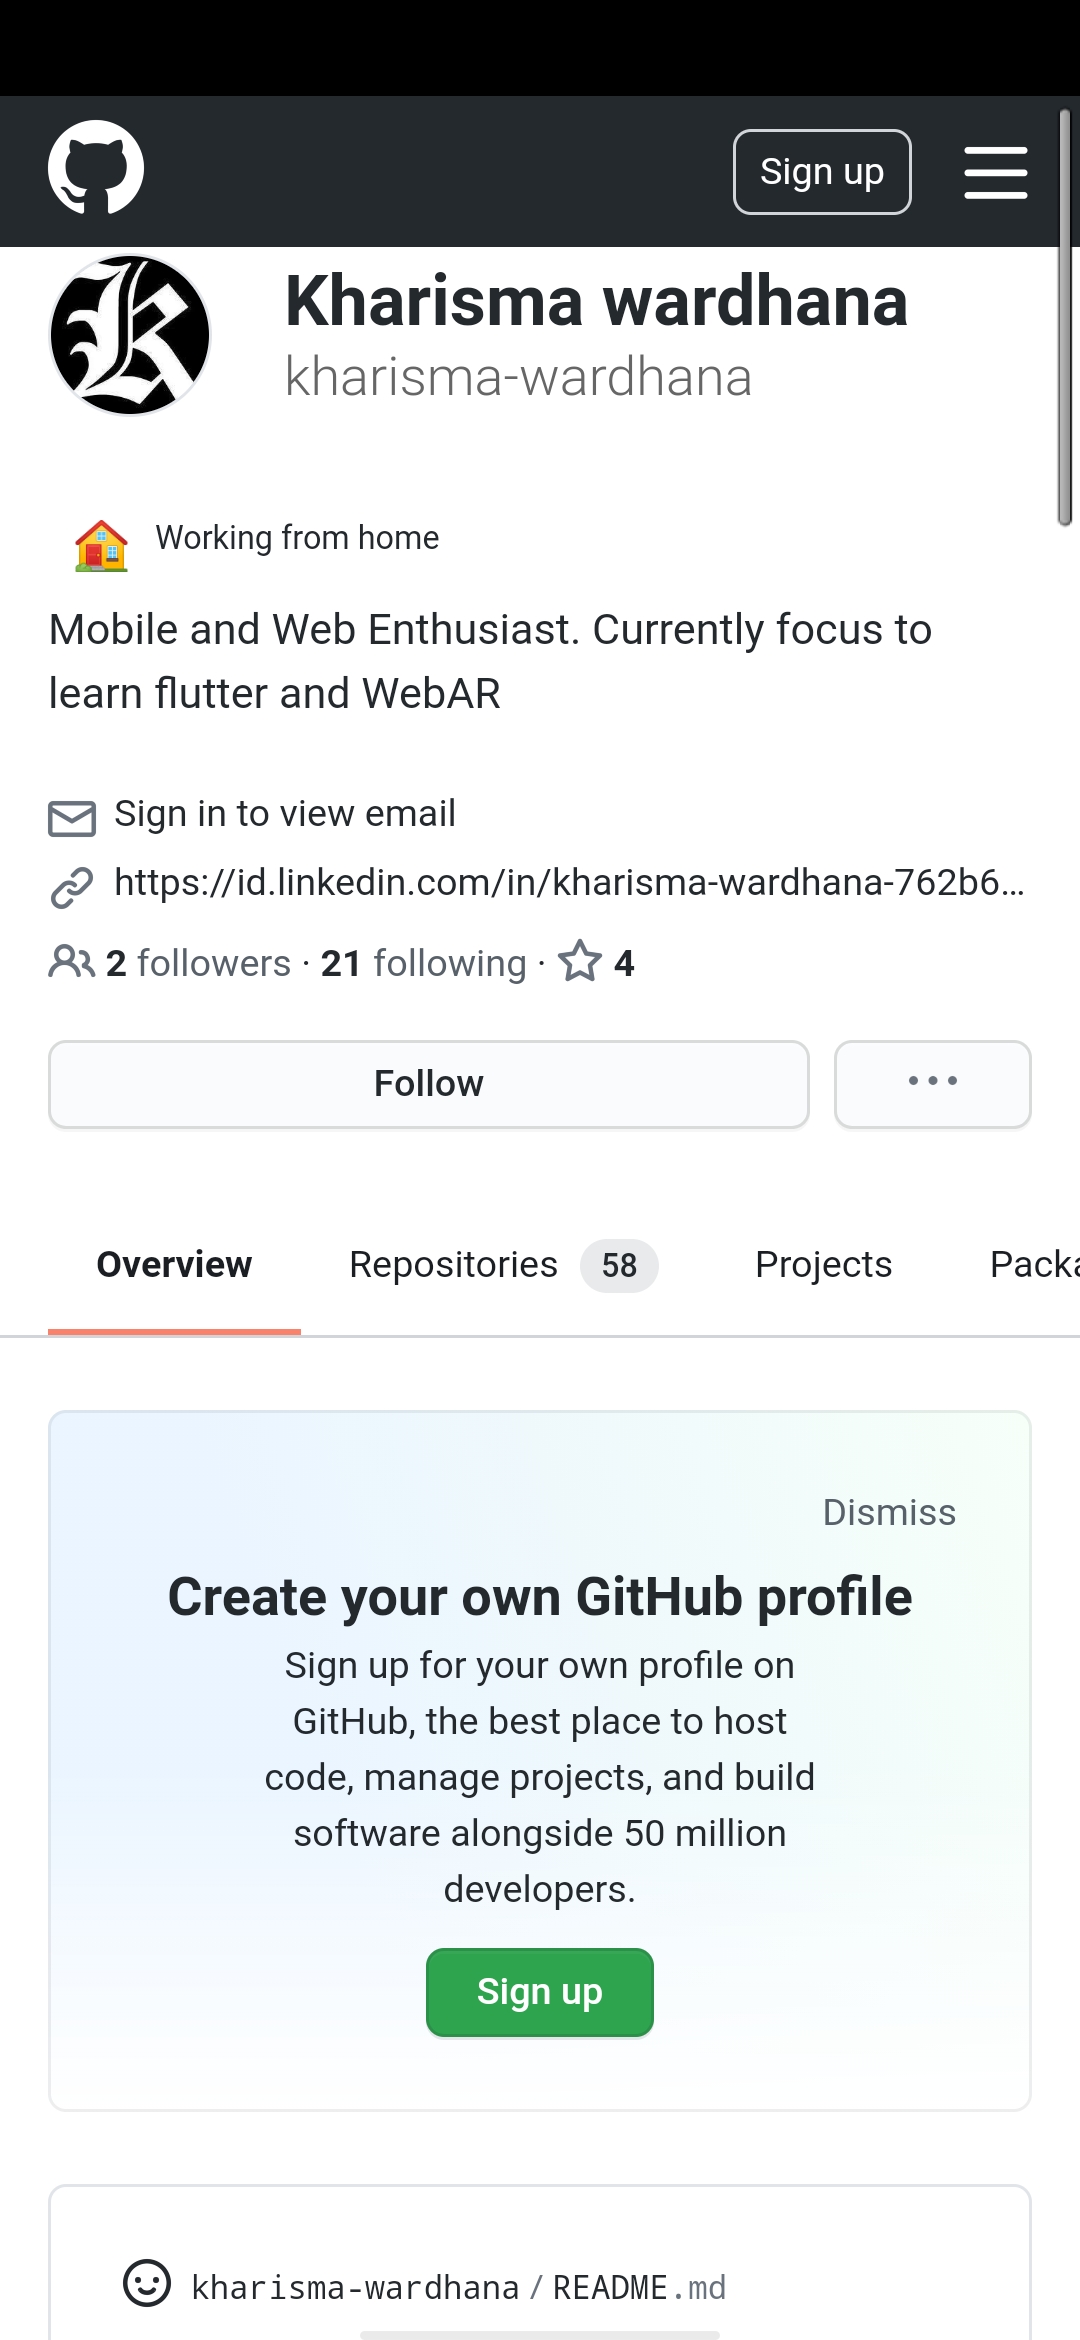 Sign up
Kharisma wardhana
kharisma-wardhana
Working from home
Mobile and Web Enthusiast. Currently focus to
learn flutter and WebAR
Sign in to view email
https://id.linkedin.com/in/kharisma-wardhana-762b6...
2 followers · 21 following · 4
Follow
Overview Repositories 58 Projects Packa
Dismiss
Create your own GitHub profile
Sign up for your own profile on
GitHub, the best place to host
code, manage projects, and build
software alongside 50 million
developers.
Sign up
kharisma-wardhana / README.md